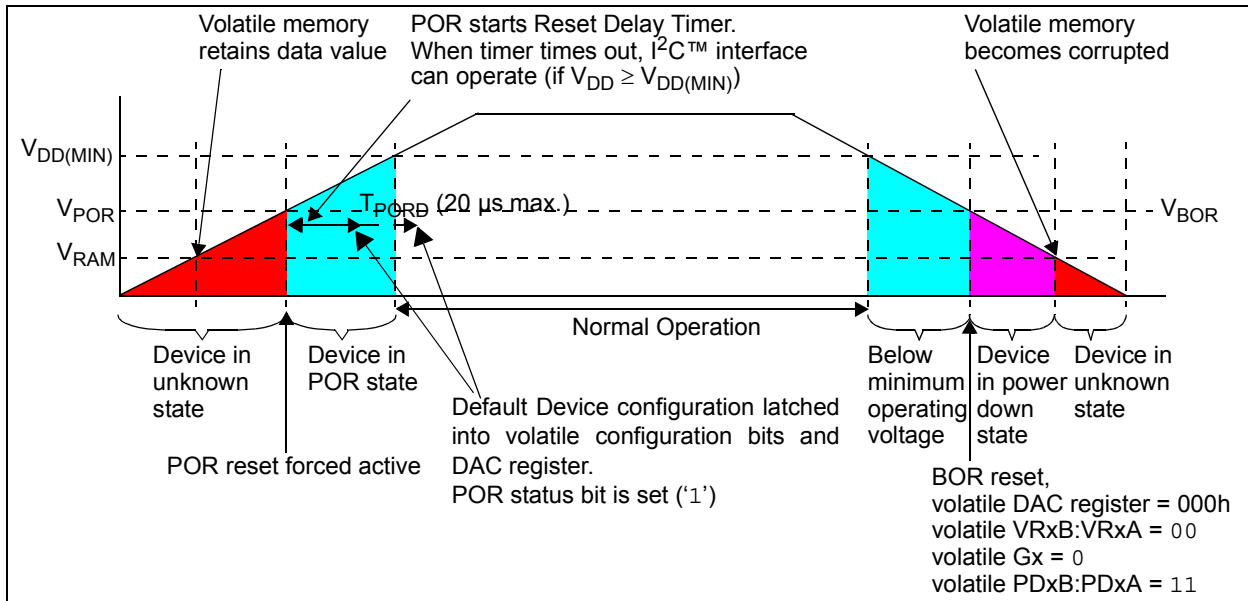 Volatile memory
retains data value
POR starts Reset Delay Timer.
When timer times out, I²C™ interface
can operate (if VDD ≥ VDD(MIN))
Volatile memory
becomes corrupted
VDD(MIN)
VPOR
TPORD (20 µs max.)
VBOR
VRAM
Normal Operation
Device in
unknown
state
Device in
POR state
Below
minimum
operating
voltage
Device
in power
down
state
Device in
unknown
state
POR reset forced active
Default Device configuration latched
into volatile configuration bits and
DAC register.
POR status bit is set ('1')
BOR reset,
volatile DAC register = 000h
volatile VRxB:VRxA = 00
volatile Gx = 0
volatile PDxB:PDxA = 11